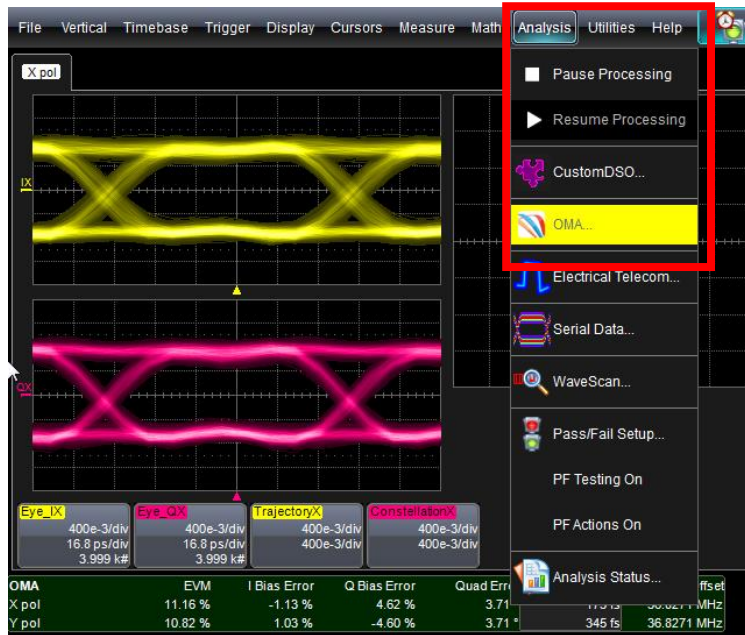 File Vertical Timebase Trigger Display Cursors Measure Math Analysis Utilities Help
X pol
Pause Processing
Resume Processing
CustomDSO...
OMA...
Electrical Telecom...
Serial Data...
WaveScan...
Pass/Fail Setup...
PF Testing On
PF Actions On
Analysis Status...
IX
QX
Eye_IX
400e-3/div
16.8 ps/div
3.999 k#
Eye_QX
400e-3/div
16.8 ps/div
3.999 k#
TrajectoryX
400e-3/div
400e-3/div
ConstellationX
400e-3/div
400e-3/div
OMA EVM I Bias Error Q Bias Error Quad Erro ffset
X pol 11.16 % -1.13 % 4.62 % 3.71 MHz
Y pol 10.82 % 1.03 % -4.60 % 3.71 ° 345 fs 36.8271 MHz